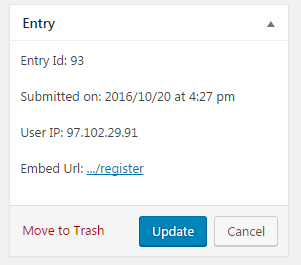 Entry
Entry Id: 93
Submitted on: 2016/10/20 at 4:27 pm
User IP: 97.102.29.91
Embed Url: .../register
Move to Trash Update Cancel